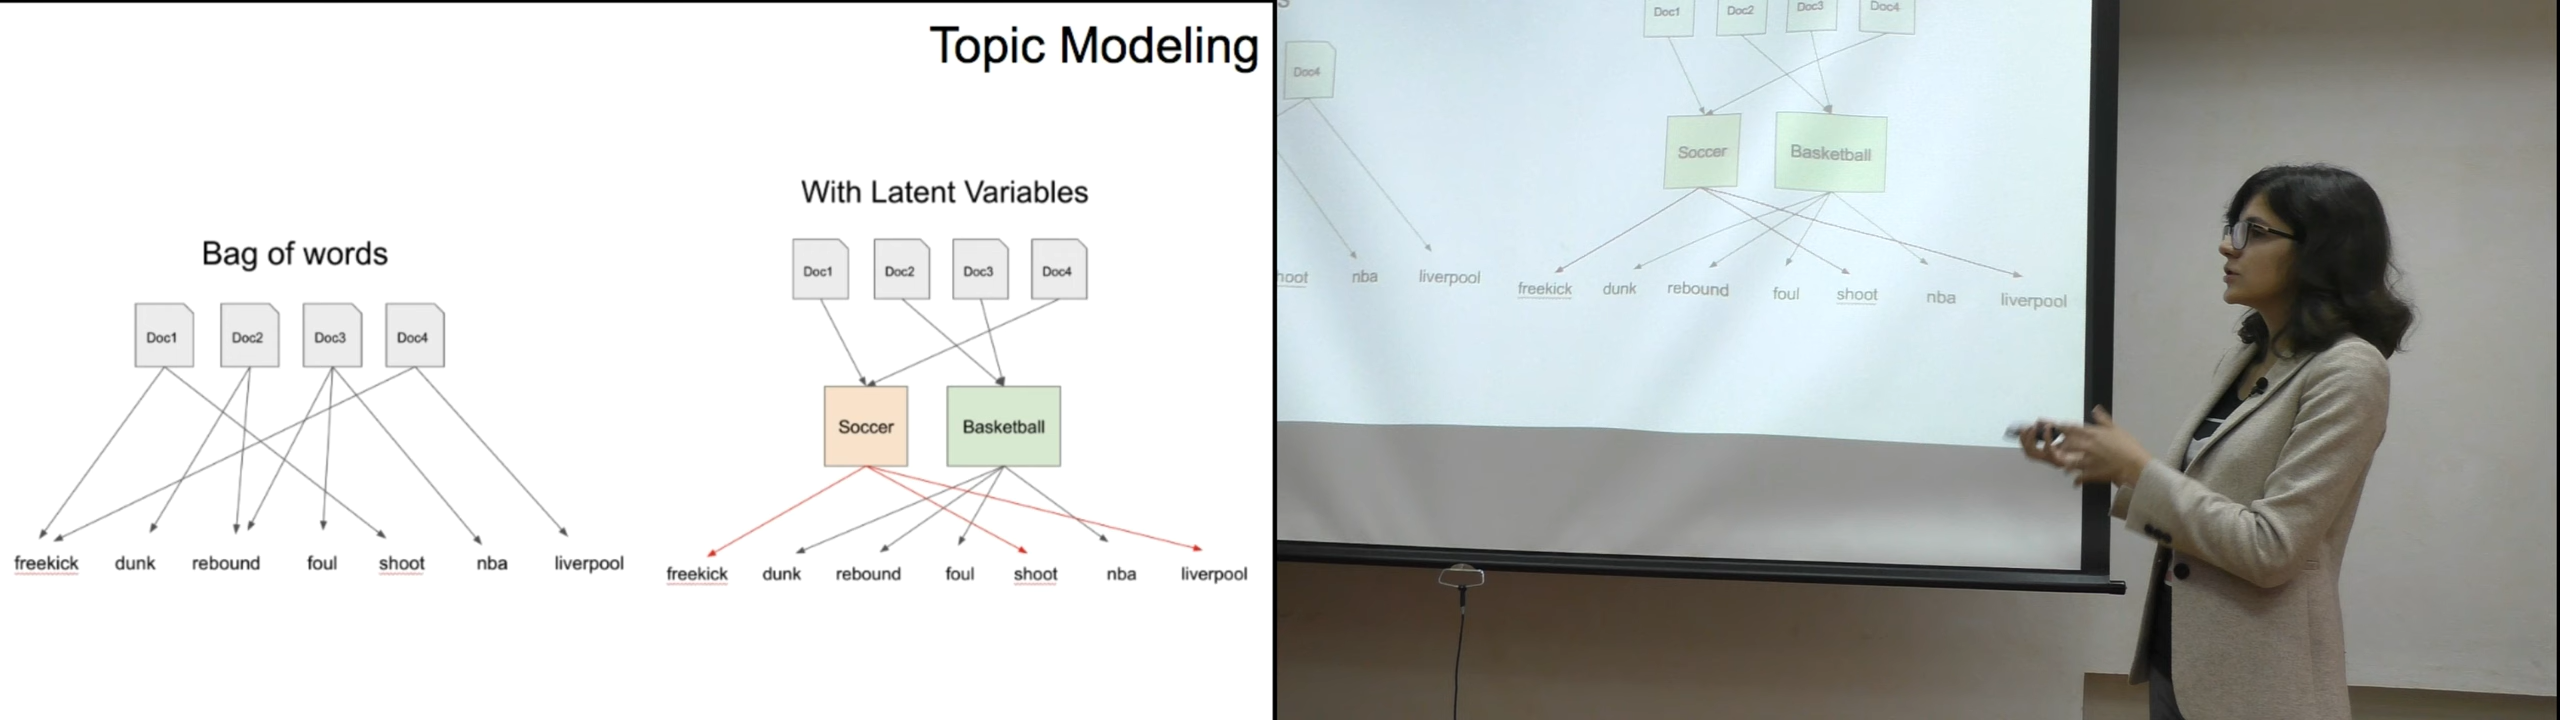 Topic Modeling
Bag of words
Doc1 Doc2 Doc3 Doc4
freekick dunk rebound foul shoot nba liverpool
With Latent Variables
Doc1 Doc2 Doc3 Doc4
Soccer Basketball
freekick dunk rebound foul shoot nba liverpool
Doc1 Doc2 Doc3 Doc4
Doc4
Soccer Basketball
hoot nba liverpool
freekick dunk rebound foul shoot nba liverpool